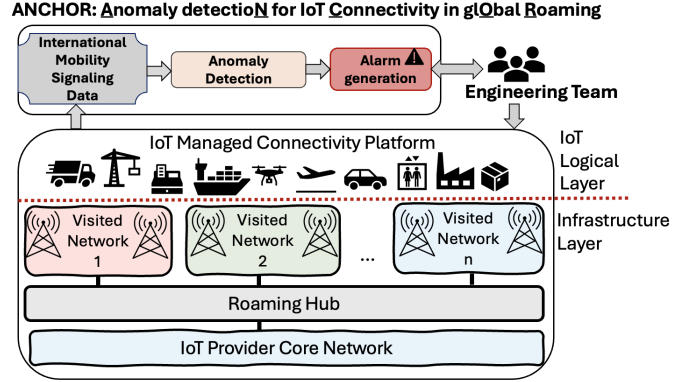 ANCHOR: Anomaly detectioN for IoT Connectivity in glObal Roaming
International
Mobility
Signaling
Data
Anomaly
Detection
Alarm
generation
Engineering Team
IoT Managed Connectivity Platform
IoT
Logical
Layer
Visited
Network
1
Visited
Network
2
...
Visited
Network
n
Infrastructure
Layer
Roaming Hub
IoT Provider Core Network